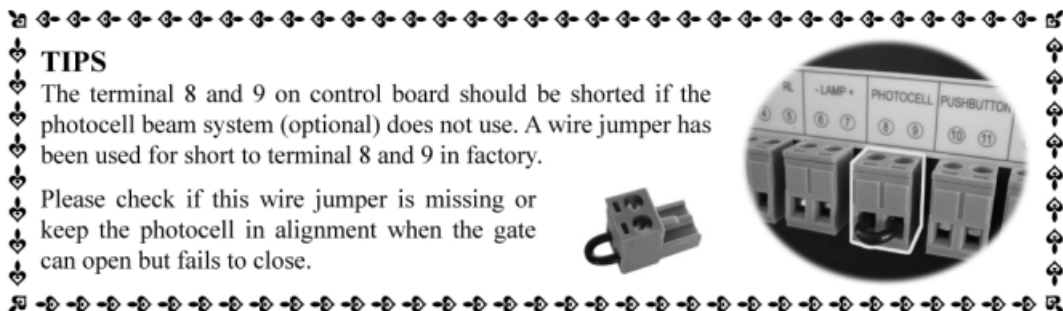 TIPS
The terminal 8 and 9 on control board should be shorted if the
photocell beam system (optional) does not use. A wire jumper has
been used for short to terminal 8 and 9 in factory.
Please check if this wire jumper is missing or
keep the photocell in alignment when the gate
can open but fails to close.
RL
- LAMP +
PHOTOCELL
PUSHBUTTON
4 5 6 7 8 9 10 11